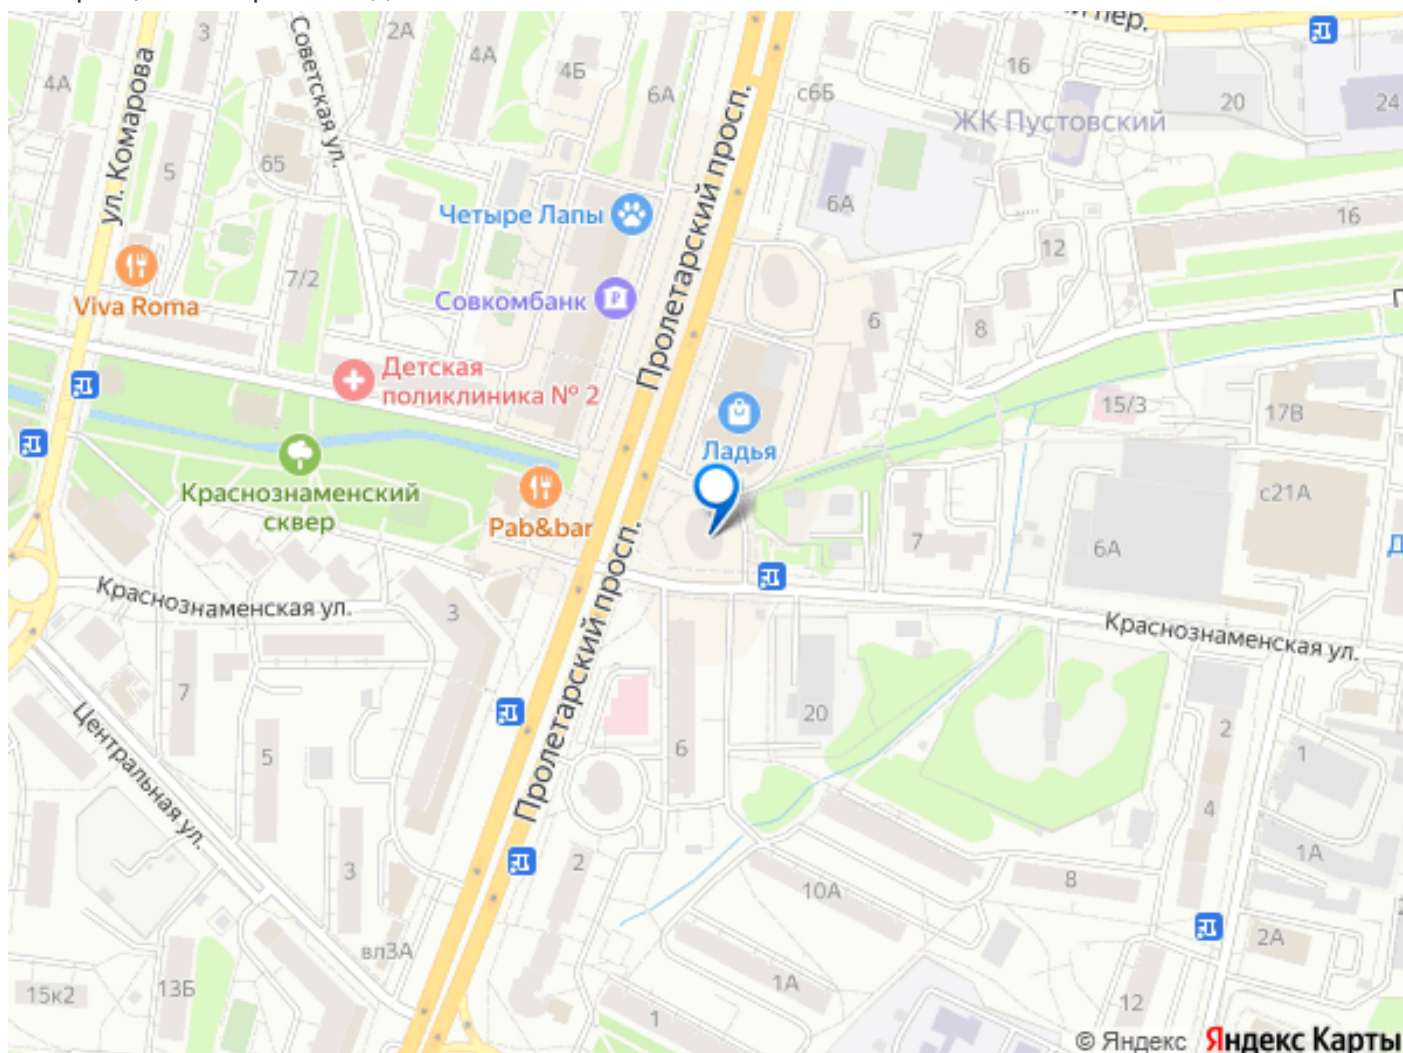 пер.
Советская ул.
ул. Комарова
3
2А
4А
4А
4Б
6А
с6Б
16
20
24
ЖК Пустовский
65
5
Пролетарский просп.
6А
16
Четыре Лапы
12
Viva Roma
7/2
Совкомбанк
6
8
Детская
поликлиника № 2
15/3
17В
Ладья
Краснознаменский
сквер
с21А
Pab&bar
7
6А
Пролетарский просп.
Краснознаменская ул.
3
Краснознаменская ул.
7
20
6
2
1
5
Центральная ул.
4
2
1А
3
10А
8
вл3А
2А
15к2
13Б
1А
12
1
© Яндекс Яндекс Карты